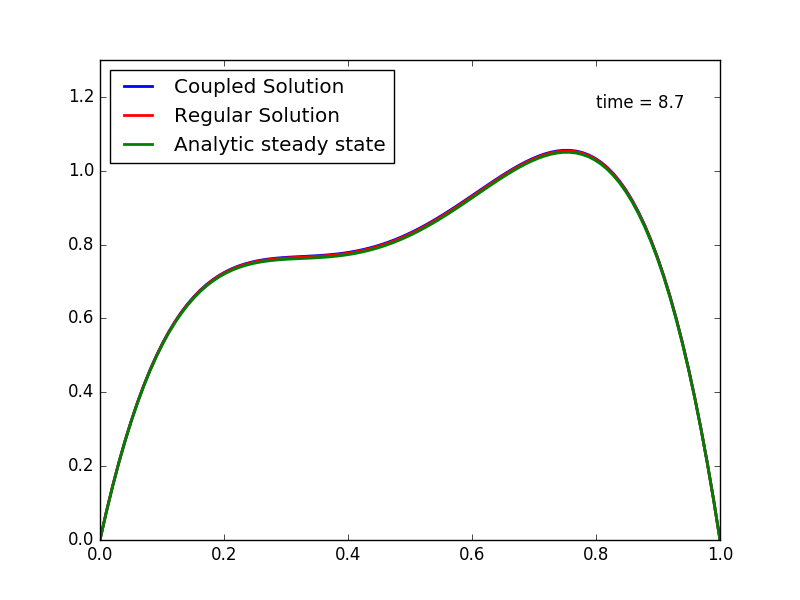 Coupled Solution
Regular Solution
Analytic steady state
time = 8.7
1.2
1.0
0.8
0.6
0.4
0.2
0.0
0.0 0.2 0.4 0.6 0.8 1.0